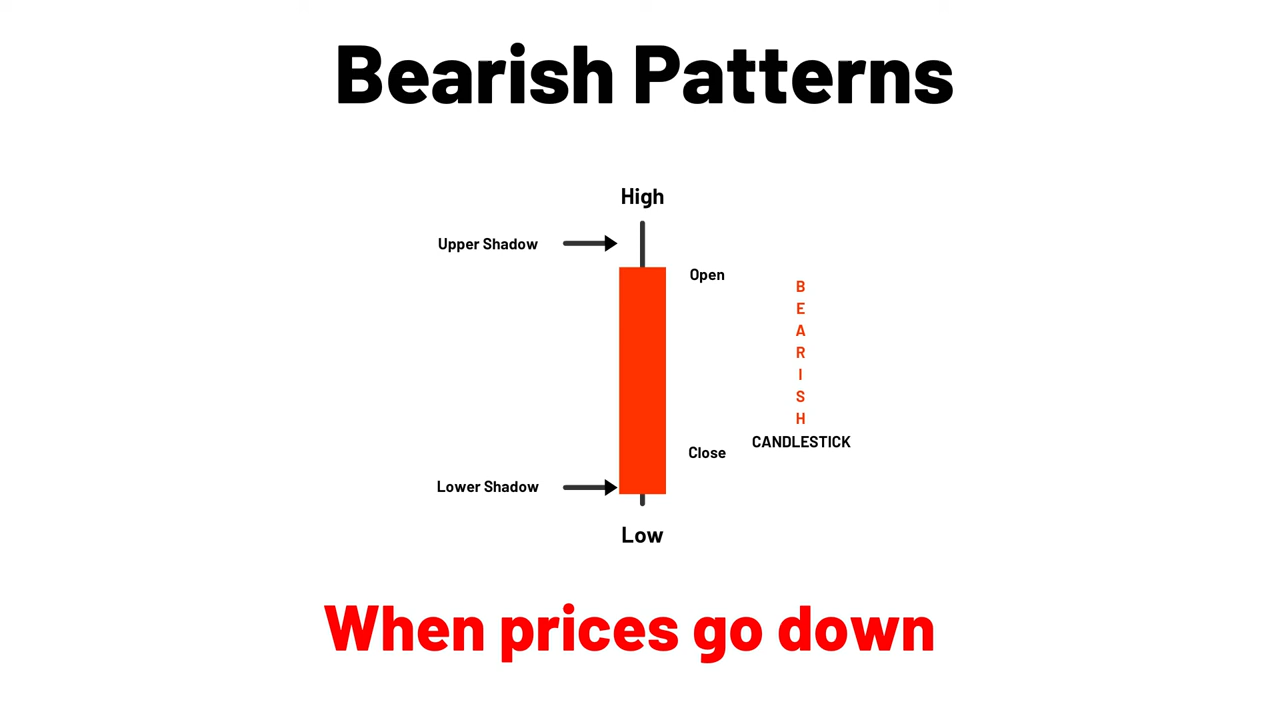 Bearish Patterns
High
Upper Shadow
Open
B
E
A
R
I
S
H
CANDLESTICK
Close
Lower Shadow
Low
When prices go down